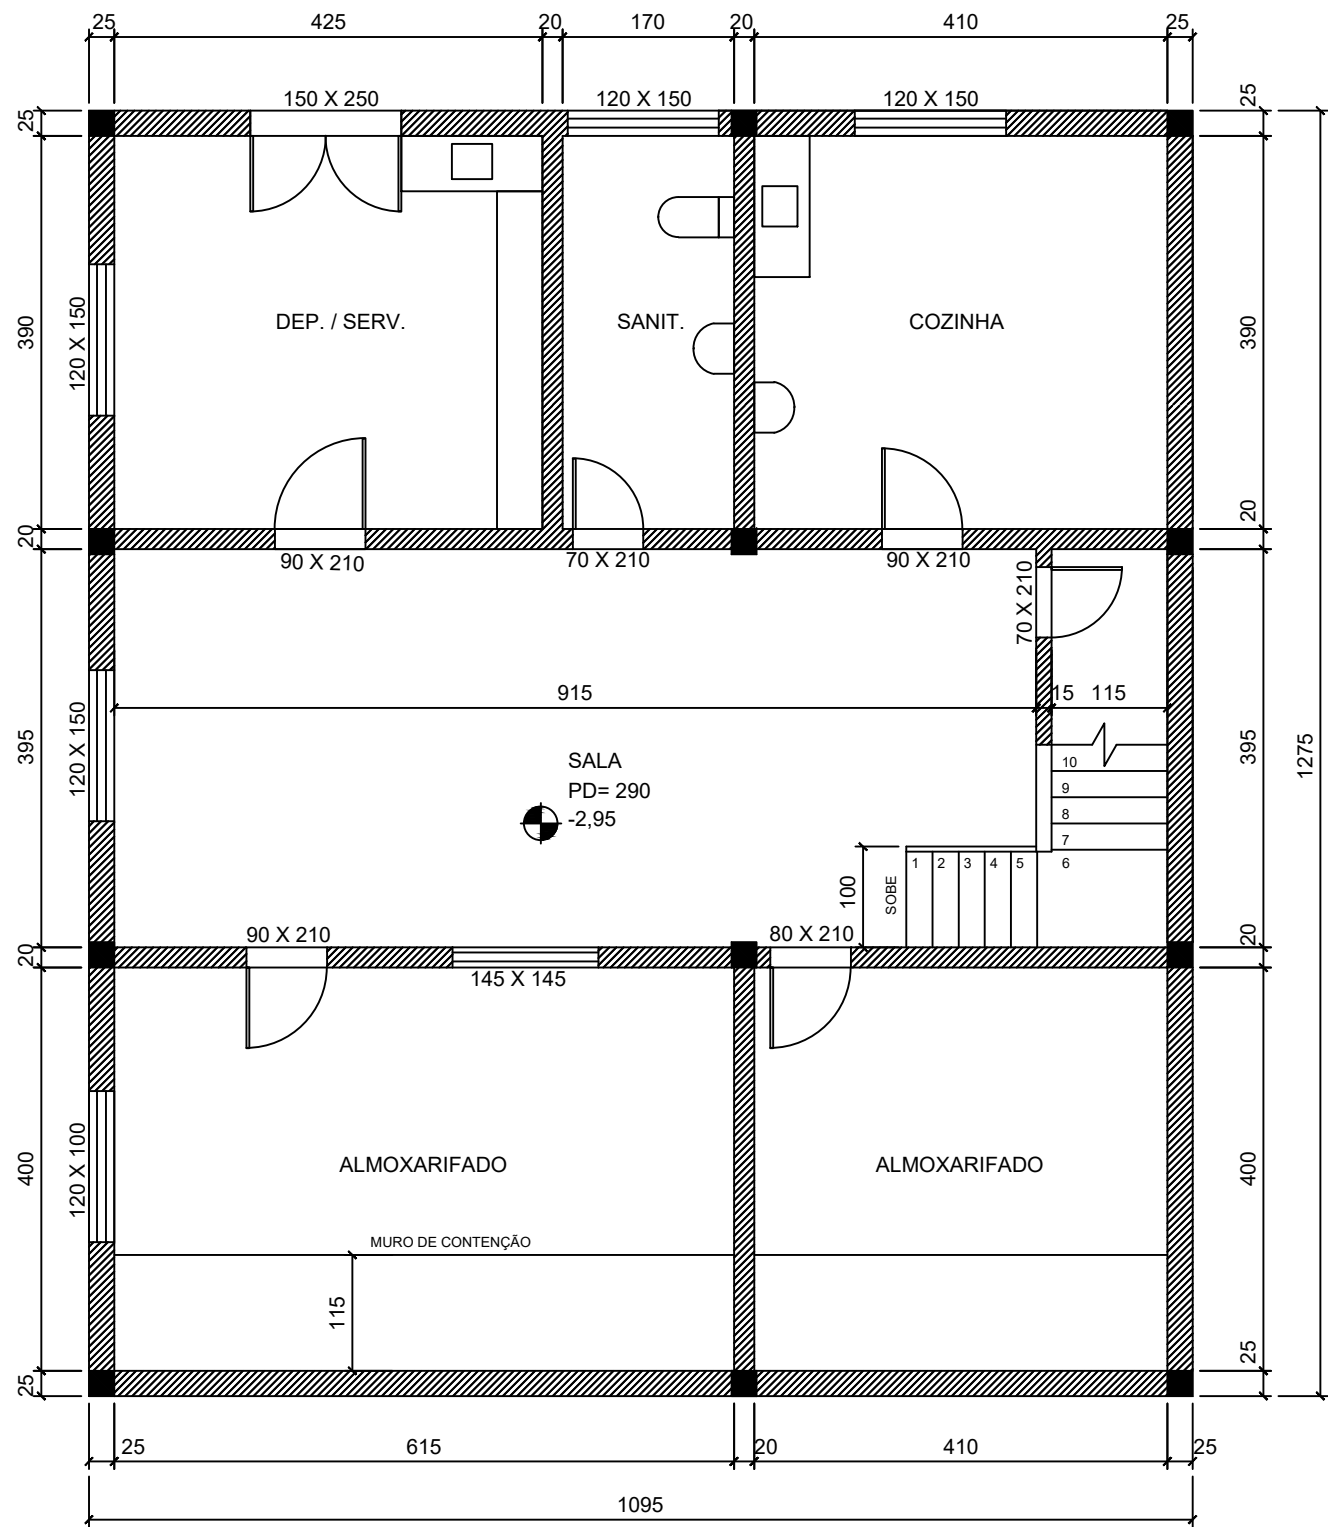 25 425 20 170 20 410 25
150 X 250 120 X 150 120 X 150
25 25
390 120 X 150 DEP. / SERV. SANIT. COZINHA 390
20 20
90 X 210 70 X 210 90 X 210
70 X 210
915 15 115
395 120 X 150 395 1275
SALA
PD= 290
-2,95
10
9
8
7
1 2 3 4 5 6
100 SOBE
20 90 X 210 80 X 210 20
145 X 145
400 120 X 100 ALMOXARIFADO ALMOXARIFADO 400
MURO DE CONTENÇÃO
115
25 25
25 615 20 410 25
1095